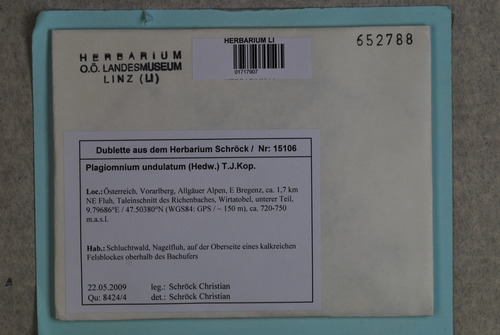 HERBARIUM
O.Ö. LANDESMUSEUM
LINZ (LI)
HERBARIUM LI
01717907
652788
Dublette aus dem Herbarium Schröck / Nr: 15106
Plagiomnium undulatum (Hedw.) T.J.Kop.
Loc.: Österreich, Vorarlberg, Allgäuer Alpen, E Bregenz, ca. 1,7 km
NE Fluh, Taleinschnitt des Rickenbaches, Wirtatobel, unterer Teil,
9.79686°E / 47.50380°N (WGS84: GPS / ~ 150 m), ca. 720-750
m.a.s.l.
Hab.: Schluchtwald, Nagelfluh, auf der Oberseite eines kalkreichen
Felsblockes oberhalb des Bachufers
22.05.2009 leg.: Schröck Christian
Qu: 8424/4 det.: Schröck Christian